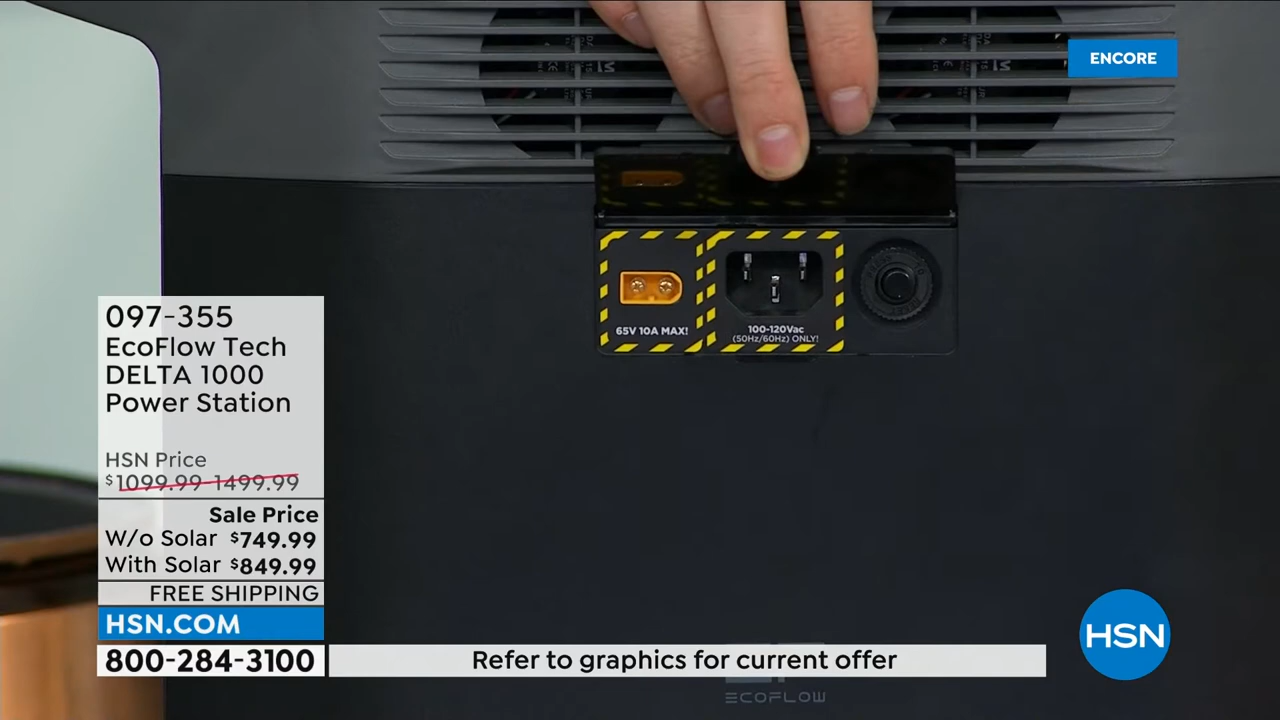 ENCORE
65V 10A MAX!
100-120Vac
(50Hz/60Hz) ONLY!
097-355
EcoFlow Tech
DELTA 1000
Power Station
HSN Price
$1099.99-1499.99
Sale Price
W/o Solar $749.99
With Solar $849.99
FREE SHIPPING
HSN.COM
800-284-3100
Refer to graphics for current offer
HSN
ECOFLOW